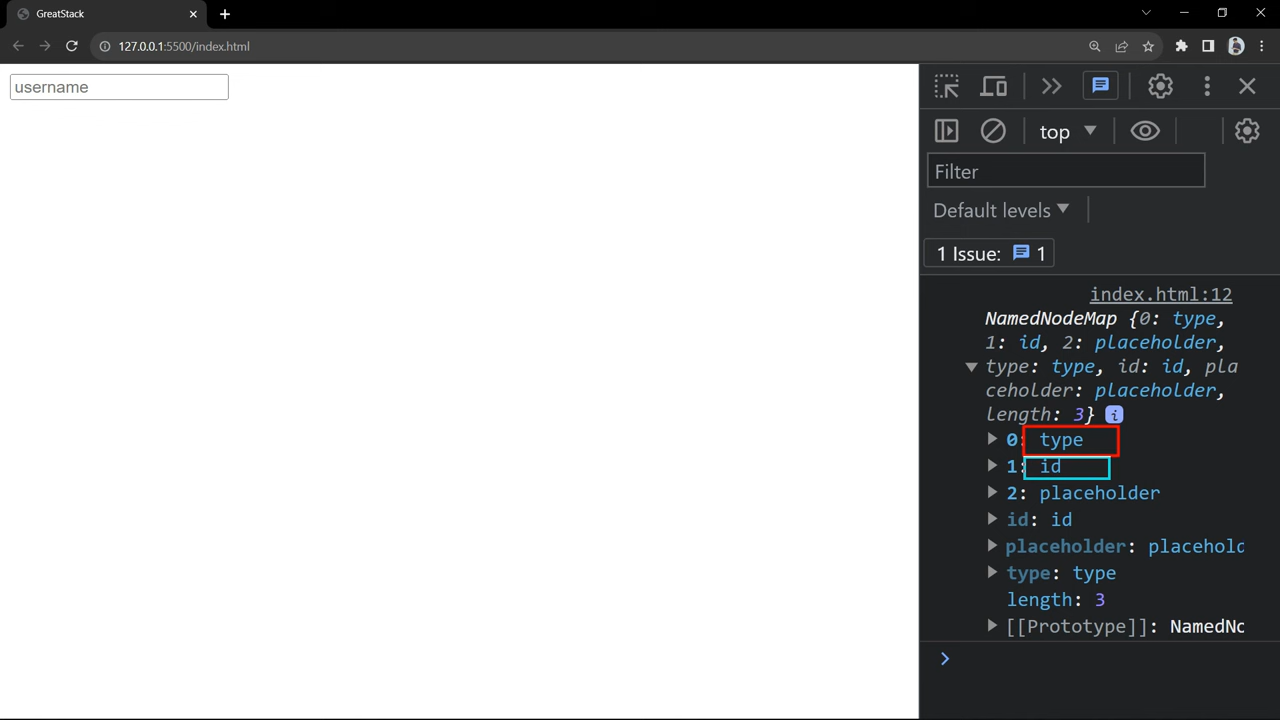 GreatStack
127.0.0.1:5500/index.html
username
top
Filter
Default levels
1 Issue: 1
index.html:12
NamedNodeMap {0: type,
1: id, 2: placeholder,
type: type, id: id, pla
ceholder: placeholder,
length: 3} i
0: type
1: id
2: placeholder
id: id
placeholder: placehold
type: type
length: 3
[[Prototype]]: NamedNo